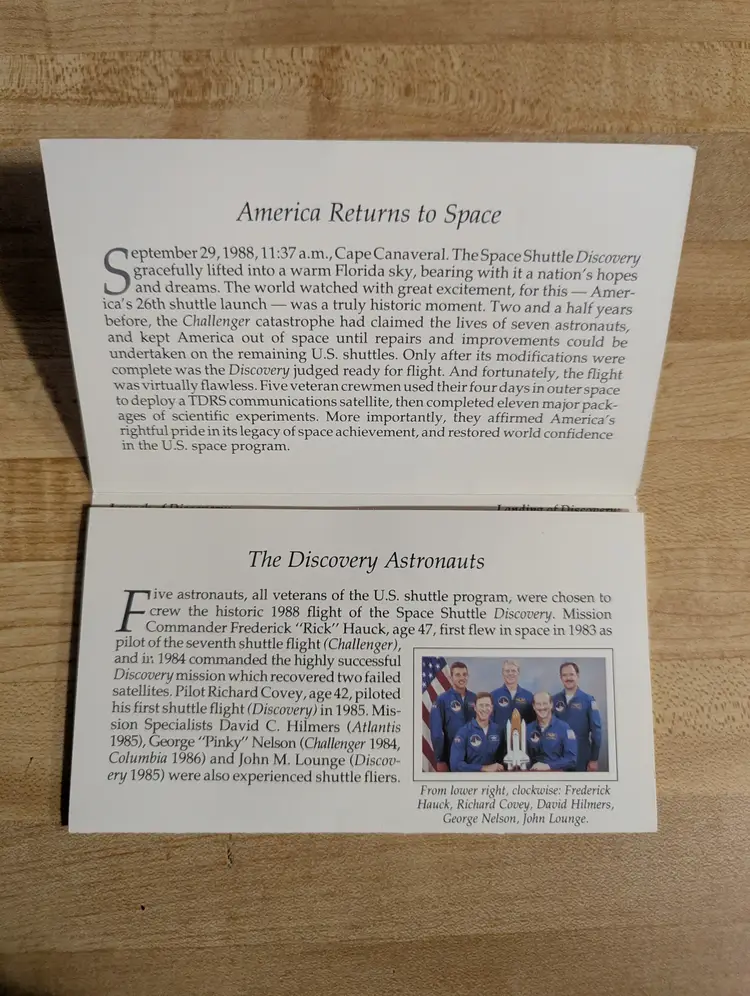 America Returns to Space
September 29, 1988, 11:37 a.m., Cape Canaveral. The Space Shuttle Discovery
gracefully lifted into a warm Florida sky, bearing with it a nation's hopes
and dreams. The world watched with great excitement, for this — Amer-
ica's 26th shuttle launch — was a truly historic moment. Two and a half years
before, the Challenger catastrophe had claimed the lives of seven astronauts,
and kept America out of space until repairs and improvements could be
undertaken on the remaining U.S. shuttles. Only after its modifications were
complete was the Discovery judged ready for flight. And fortunately, the flight
was virtually flawless. Five veteran crewmen used their four days in outer space
to deploy a TDRS communications satellite, then completed eleven major pack-
ages of scientific experiments. More importantly, they affirmed America's
rightful pride in its legacy of space achievement, and restored world confidence
in the U.S. space program.
Landing of Discovery
The Discovery Astronauts
Five astronauts, all veterans of the U.S. shuttle program, were chosen to
crew the historic 1988 flight of the Space Shuttle Discovery. Mission
Commander Frederick "Rick" Hauck, age 47, first flew in space in 1983 as
pilot of the seventh shuttle flight (Challenger),
and in 1984 commanded the highly successful
Discovery mission which recovered two failed
satellites. Pilot Richard Covey, age 42, piloted
his first shuttle flight (Discovery) in 1985. Mis-
sion Specialists David C. Hilmers (Atlantis
1985), George "Pinky" Nelson (Challenger 1984,
Columbia 1986) and John M. Lounge (Discov-
ery 1985) were also experienced shuttle fliers.
From lower right, clockwise: Frederick
Hauck, Richard Covey, David Hilmers,
George Nelson, John Lounge.